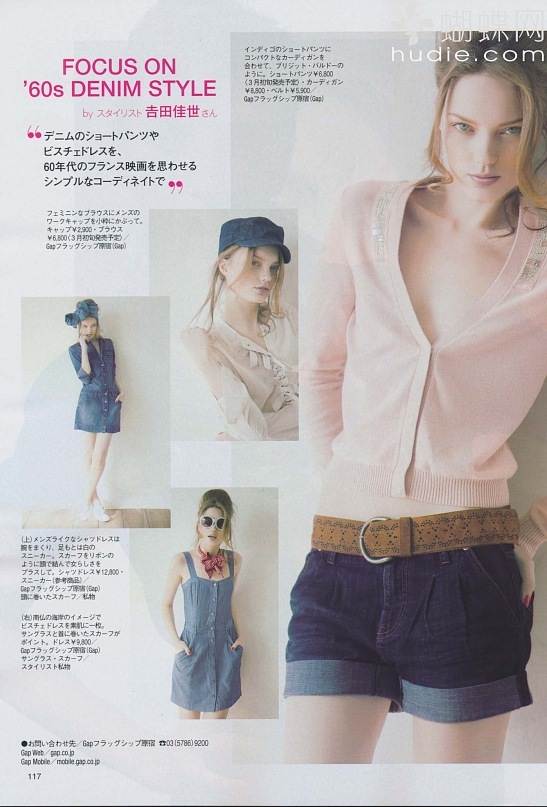 蝴蝶网
hudie.com
FOCUS ON
'60s DENIM STYLE
by スタイリスト 吉田佳世さん
“デニムのショートパンツや
ビスチェドレスを、
60年代のフランス映画を思わせる
シンプルなコーディネイトで”
インディゴのショートパンツに
コンパクトなカーディガンを
合わせて、ブリジット・バルドーの
ように。ショートパンツ¥6,800
(3月初旬発売予定)・カーディガン
¥6,800・ベルト¥5,900/
Gapフラッグシップ原宿(Gap)
フェミニンなブラウスにメンズの
ワークキャップを小粋にかぶって。
キャップ¥2,900・ブラウス
¥6,800(3月初旬発売予定)/
Gapフラッグシップ原宿(Gap)
(上)メンズライクなシャツドレスは
腕をまくり、足もとは白の
スニーカー。スカーフをリボンの
ように頭で結んで女らしさを
プラスして。シャツドレス¥12,800・
スニーカー(参考商品)/
Gapフラッグシップ原宿(Gap)
頭に巻いたスカーフ/私物
(右)南仏の海岸のイメージで
ビスチェドレスを素肌に一枚。
サングラスと首に巻いたスカーフが
ポイント。ドレス¥9,800/
Gapフラッグシップ原宿(Gap)
サングラス・スカーフ/
スタイリスト私物
●お問い合わせ先/Gapフラッグシップ原宿 ☎03(5786)9200
Gap Web/gap.co.jp
Gap Mobile/mobile.gap.co.jp
117